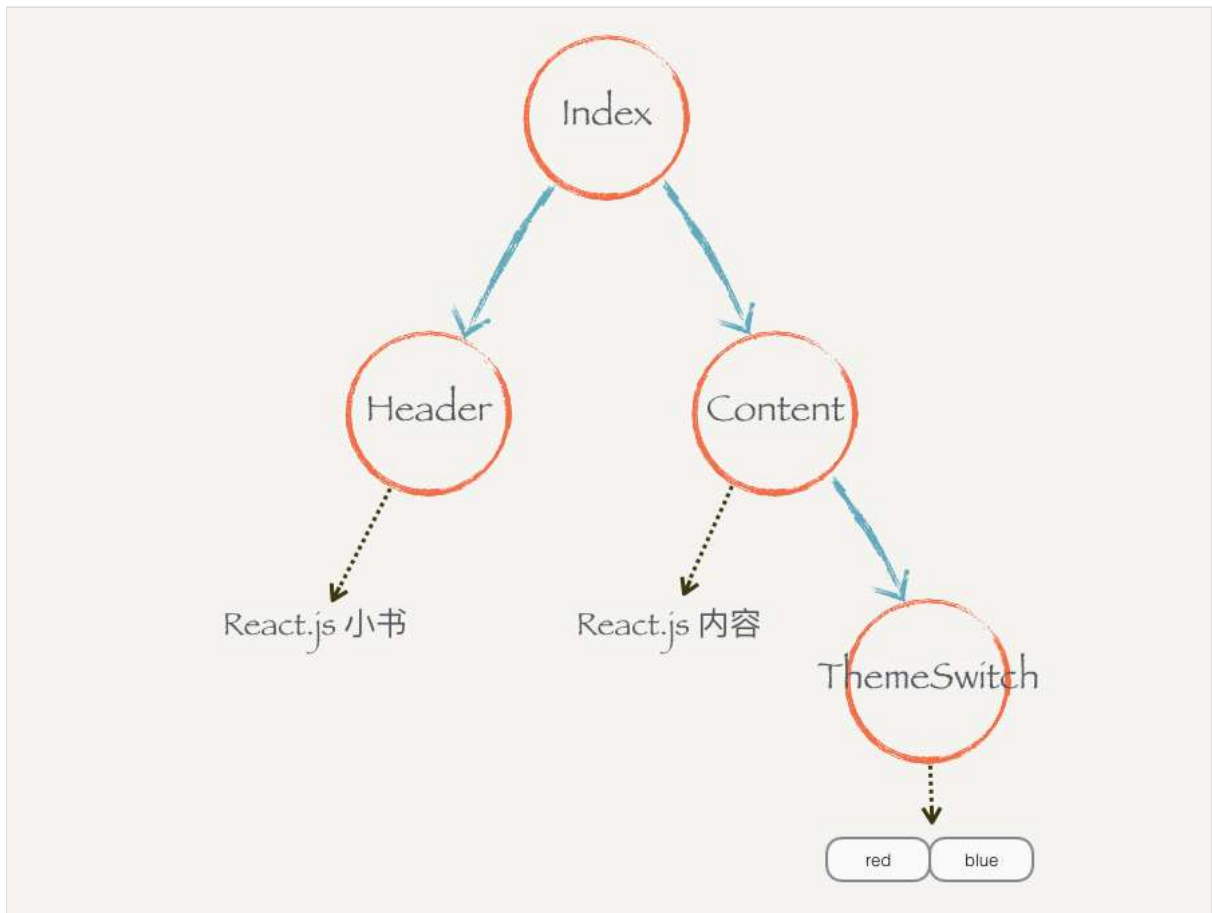 Index
Header
Content
React.js 小书
React.js 内容
ThemeSwitch
red
blue